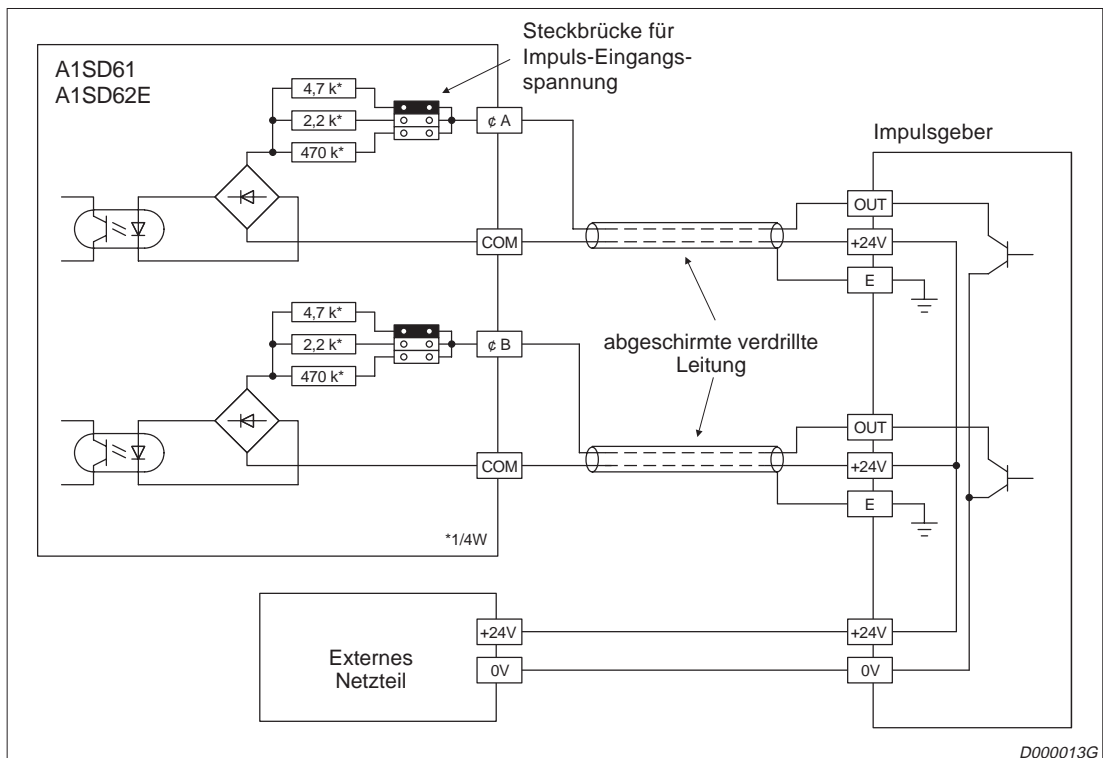 Steckbrücke für
Impuls-Eingangs-
spannung
A1SD61
A1SD62E
4,7 k*
2,2 k*
470 k*
¢ A
COM
Impulsgeber
OUT
+24V
E
4,7 k*
2,2 k*
470 k*
¢ B
COM
abgeschirmte verdrillte
Leitung
OUT
+24V
E
*1/4W
Externes
Netzteil
+24V
0V
+24V
0V
D000013G